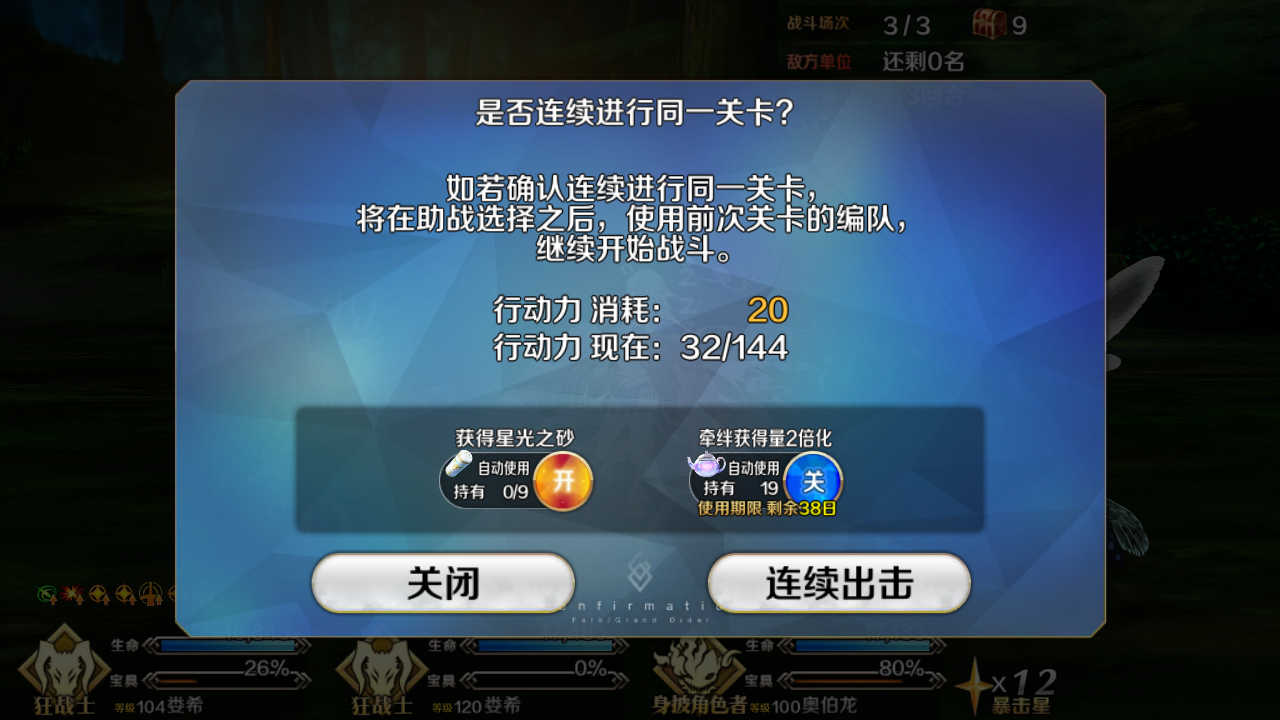 战斗场次 3/3 9
敌方单位 还剩0名
3回合
是否连续进行同一关卡？
如若确认连续进行同一关卡，
将在助战选择之后，使用前次关卡的编队，
继续开始战斗。
行动力 消耗： 20
行动力 现在： 32/144
获得星光之砂
自动使用 开
持有 0/9
牵绊获得量2倍化
自动使用 关
持有 19
使用期限 剩余38日
关闭
连续出击
Fate/Grand Order
生命
宝具 26%
狂战士 等级104娄希
生命
宝具 0%
狂战士 等级120娄希
生命
宝具 80%
身披角色者 等级100奥伯龙
x12
暴击星